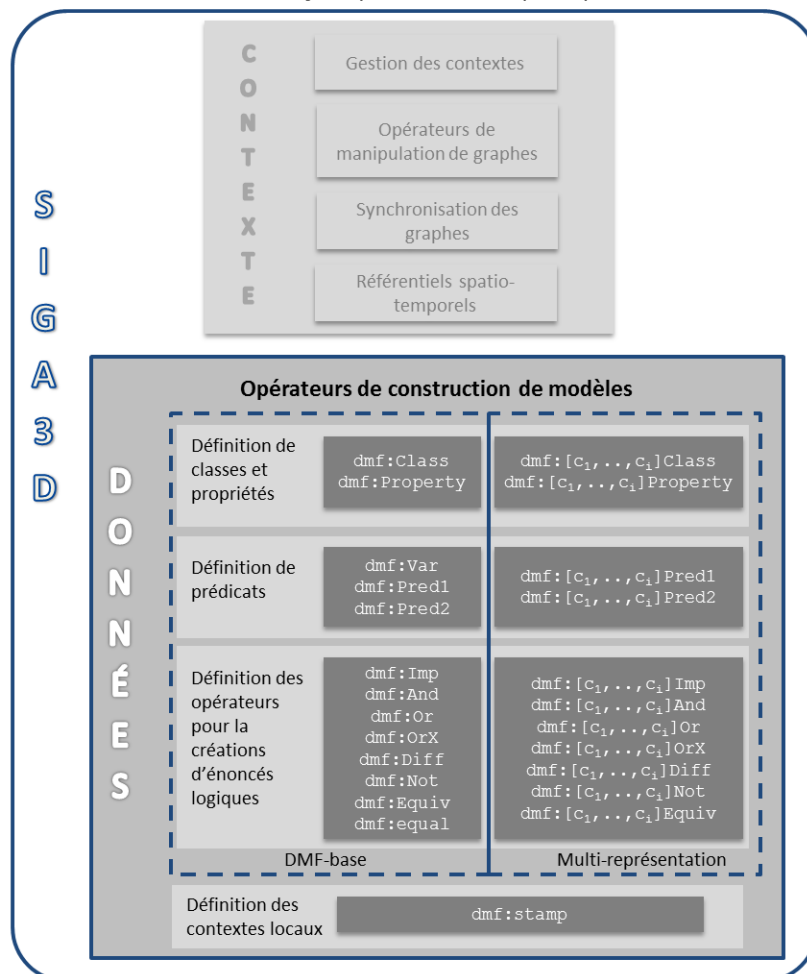 SIGA3D
CONTEXTE
Gestion des contextes
Opérateurs de
manipulation de graphes
Synchronisation des
graphes
Référentiels spatio-
temporels
DONNÉES
Opérateurs de construction de modèles
Définition de
classes et
propriétés
dmf:Class
dmf:Property
dmf:[c₁,..,cᵢ]Class
dmf:[c₁,..,cᵢ]Property
Définition de
prédicats
dmf:Var
dmf:Pred1
dmf:Pred2
dmf:[c₁,..,cᵢ]Pred1
dmf:[c₁,..,cᵢ]Pred2
Définition des
opérateurs
pour la
créations
d'énoncés
logiques
dmf:Imp
dmf:And
dmf:Or
dmf:OrX
dmf:Diff
dmf:Not
dmf:Equiv
dmf:equal
dmf:[c₁,..,cᵢ]Imp
dmf:[c₁,..,cᵢ]And
dmf:[c₁,..,cᵢ]Or
dmf:[c₁,..,cᵢ]OrX
dmf:[c₁,..,cᵢ]Diff
dmf:[c₁,..,cᵢ]Not
dmf:[c₁,..,cᵢ]Equiv
DMF-base
Multi-représentation
Définition des
contextes locaux
dmf:stamp